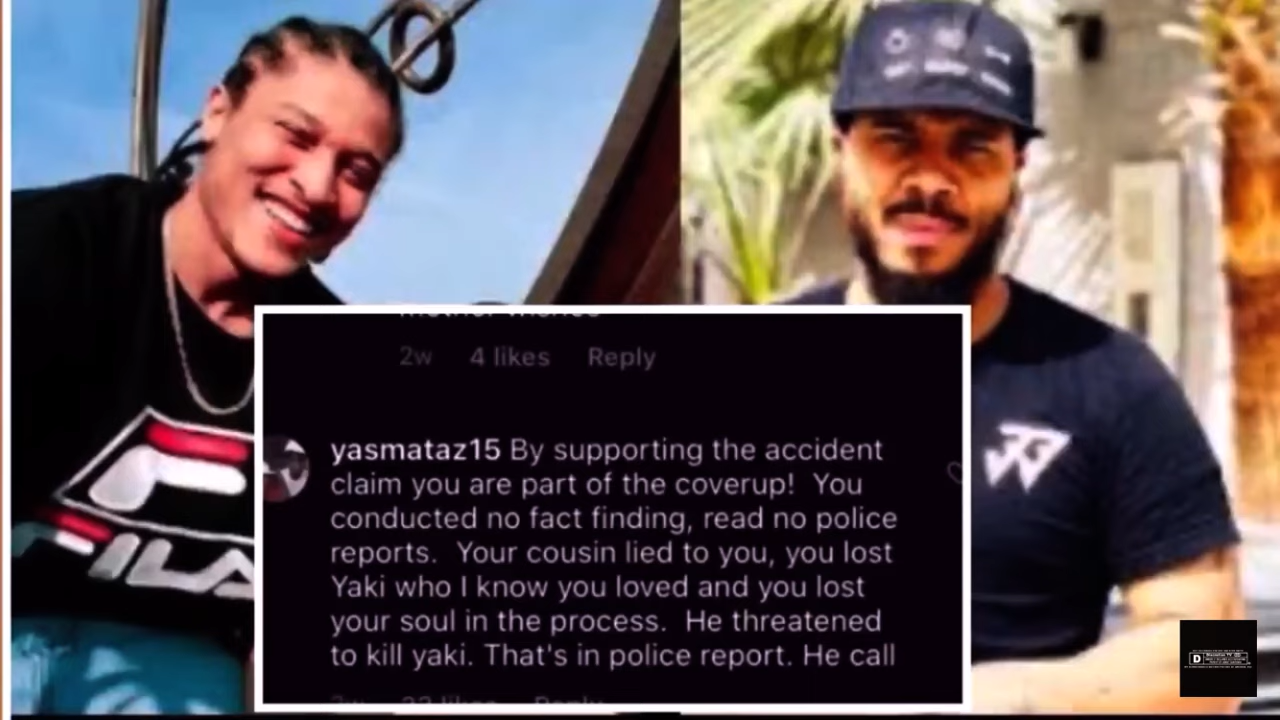 2w 4 likes Reply
yasmataz15 By supporting the accident
claim you are part of the coverup! You
conducted no fact finding, read no police
reports. Your cousin lied to you, you lost
Yaki who I know you loved and you lost
your soul in the process. He threatened
to kill yaki. That's in police report. He call
FILA